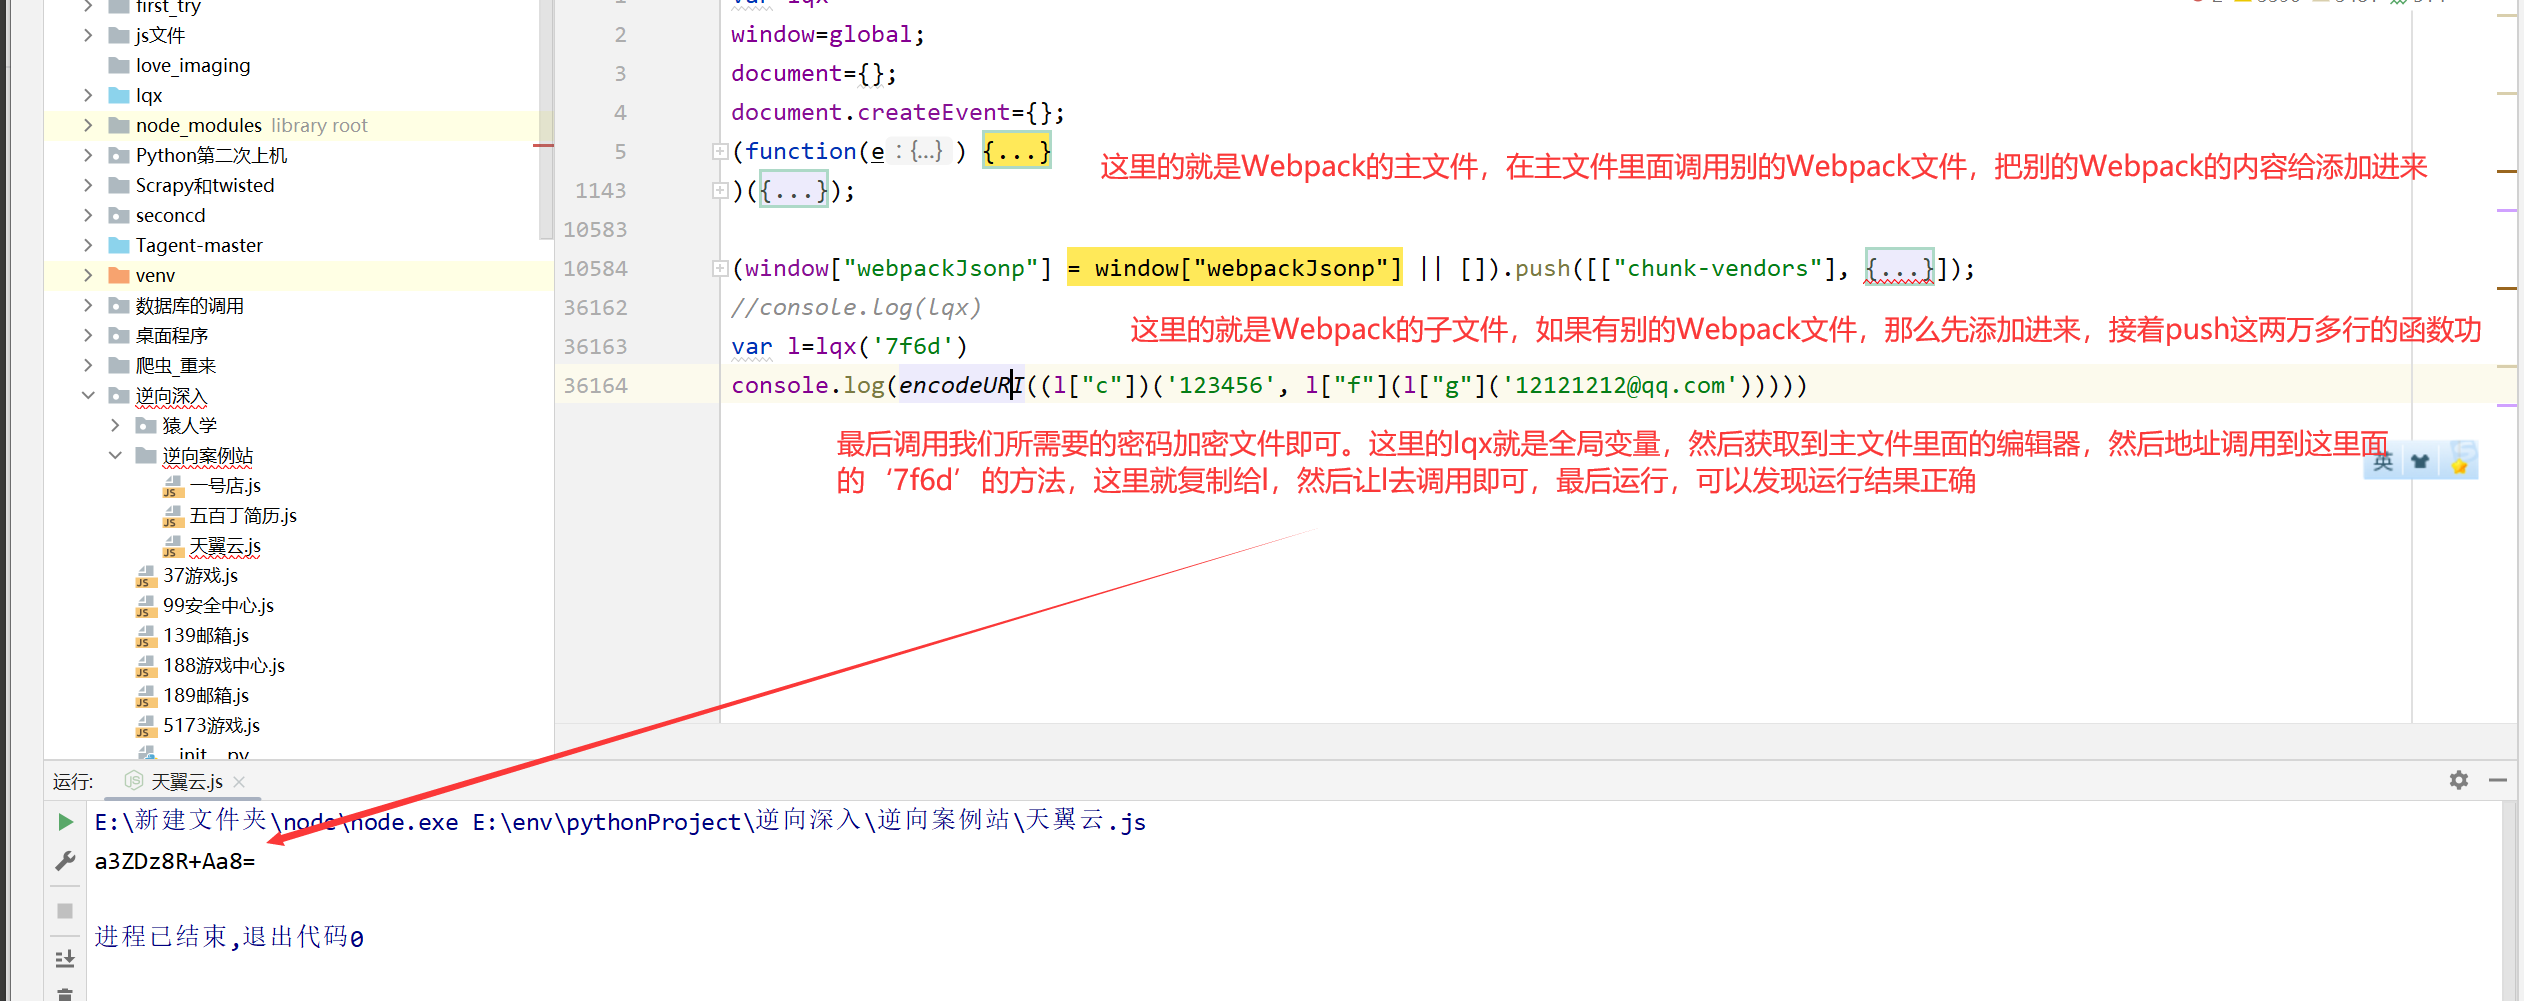 first_try
js文件
love_imaging
lqx
node_modules library root
Python第二次上机
Scrapy和twisted
seconcd
Tagent-master
venv
数据库的调用
桌面程序
爬虫_重来
逆向深入
猿人学
逆向案例站
一号店.js
五百丁简历.js
天翼云.js
37游戏.js
99安全中心.js
139邮箱.js
188游戏中心.js
189邮箱.js
5173游戏.js
__init__.py
1 var lqx
2 window=global;
3 document={};
4 document.createEvent={};
5 (function(e :{...} ) {...}
这里的就是Webpack的主文件，在主文件里面调用别的Webpack文件，把别的Webpack的内容给添加进来
1143 )({...});
10583
10584 (window["webpackJsonp"] = window["webpackJsonp"] || []).push([["chunk-vendors"], {...}]);
36162 //console.log(lqx)
这里的就是Webpack的子文件，如果有别的Webpack文件，那么先添加进来，接着push这两万多行的函数功
36163 var l=lqx('7f6d')
36164 console.log(encodeURI((l["c"])('123456', l["f"](l["g"]('12121212@qq.com')))))
最后调用我们所需要的密码加密文件即可。这里的lqx就是全局变量，然后获取到主文件里面的编辑器，然后地址调用到这里面
的‘7f6d’的方法，这里就复制给l，然后让l去调用即可，最后运行，可以发现运行结果正确
英
运行: 天翼云.js
E:\新建文件夹\node\node.exe E:\env\pythonProject\逆向深入\逆向案例站\天翼云.js
a3ZDz8R+Aa8=
进程已结束,退出代码0